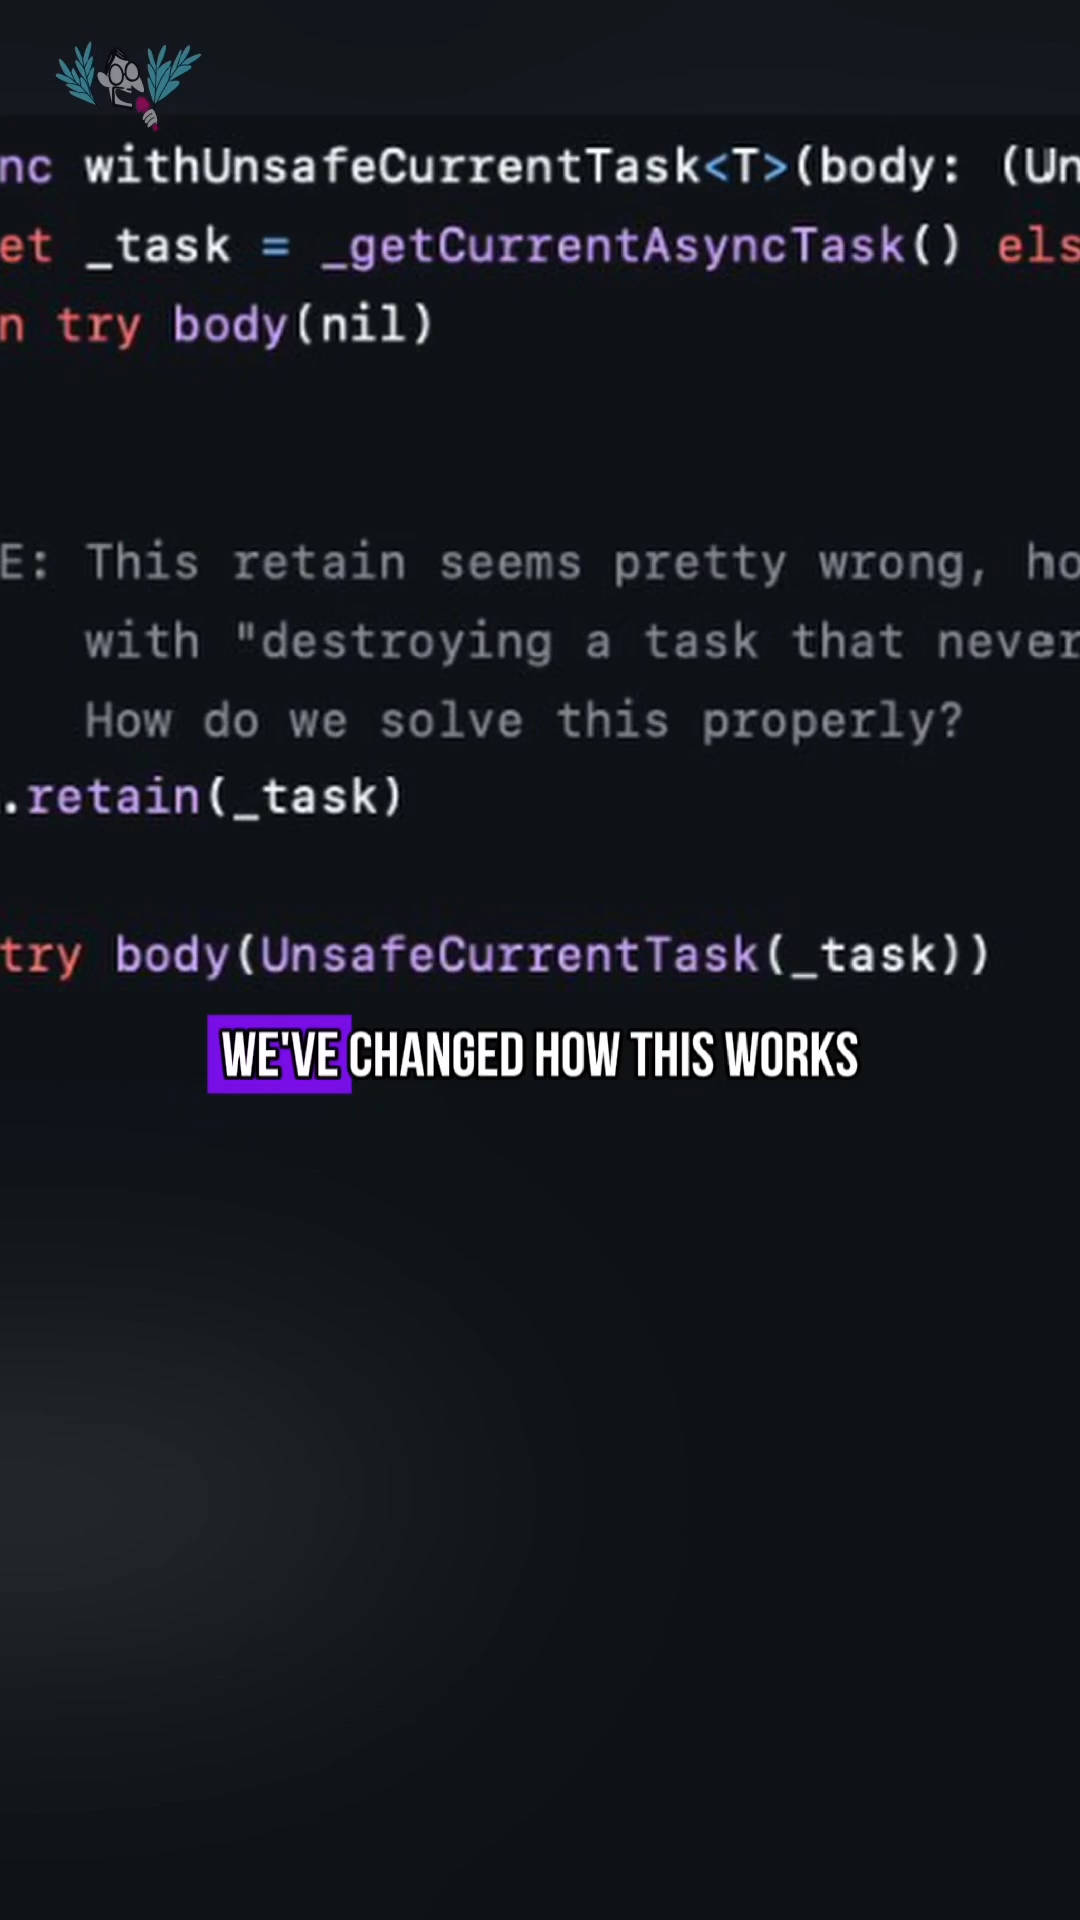 nc withUnsafeCurrentTask<T>(body: (Un
et _task = _getCurrentAsyncTask() els
n try body(nil)
E: This retain seems pretty wrong, ho
with "destroying a task that never
How do we solve this properly?
.retain(_task)
try body(UnsafeCurrentTask(_task))
WE'VE CHANGED HOW THIS WORKS